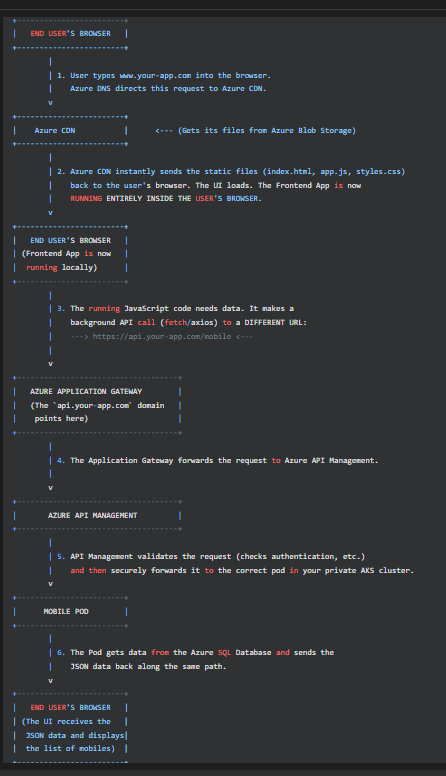 +-------------------------+
|   END USER'S BROWSER   |
+-------------------------+
|
| 1. User types www.your-app.com into the browser.
|    Azure DNS directs this request to Azure CDN.
v
+-------------------------+
|    Azure CDN           |      <--- (Gets its files from Azure Blob Storage)
+-------------------------+
|
| 2. Azure CDN instantly sends the static files (index.html, app.js, styles.css)
|    back to the user's browser. The UI loads. The Frontend App is now
|    RUNNING ENTIRELY INSIDE THE USER'S BROWSER.
v
+-------------------------+
|   END USER'S BROWSER   |
| (Frontend App is now   |
|  running locally)      |
+-------------------------+
|
| 3. The running JavaScript code needs data. It makes a
|    background API call (fetch/axios) to a DIFFERENT URL:
|    ---> https://api.your-app.com/mobile <---
|
v
+-------------------------------------+
|   AZURE APPLICATION GATEWAY        |
|   (The `api.your-app.com` domain   |
|    points here)                    |
+-------------------------------------+
|
| 4. The Application Gateway forwards the request to Azure API Management.
|
v
+-------------------------------------+
|       AZURE API MANAGEMENT         |
+-------------------------------------+
|
| 5. API Management validates the request (checks authentication, etc.)
|    and then securely forwards it to the correct pod in your private AKS cluster.
v
+-------------------------+
|      MOBILE POD        |
+-------------------------+
|
| 6. The Pod gets data from the Azure SQL Database and sends the
|    JSON data back along the same path.
v
+-------------------------+
|   END USER'S BROWSER   |
| (The UI receives the   |
|  JSON data and displays|
|  the list of mobiles)  |
+-------------------------+